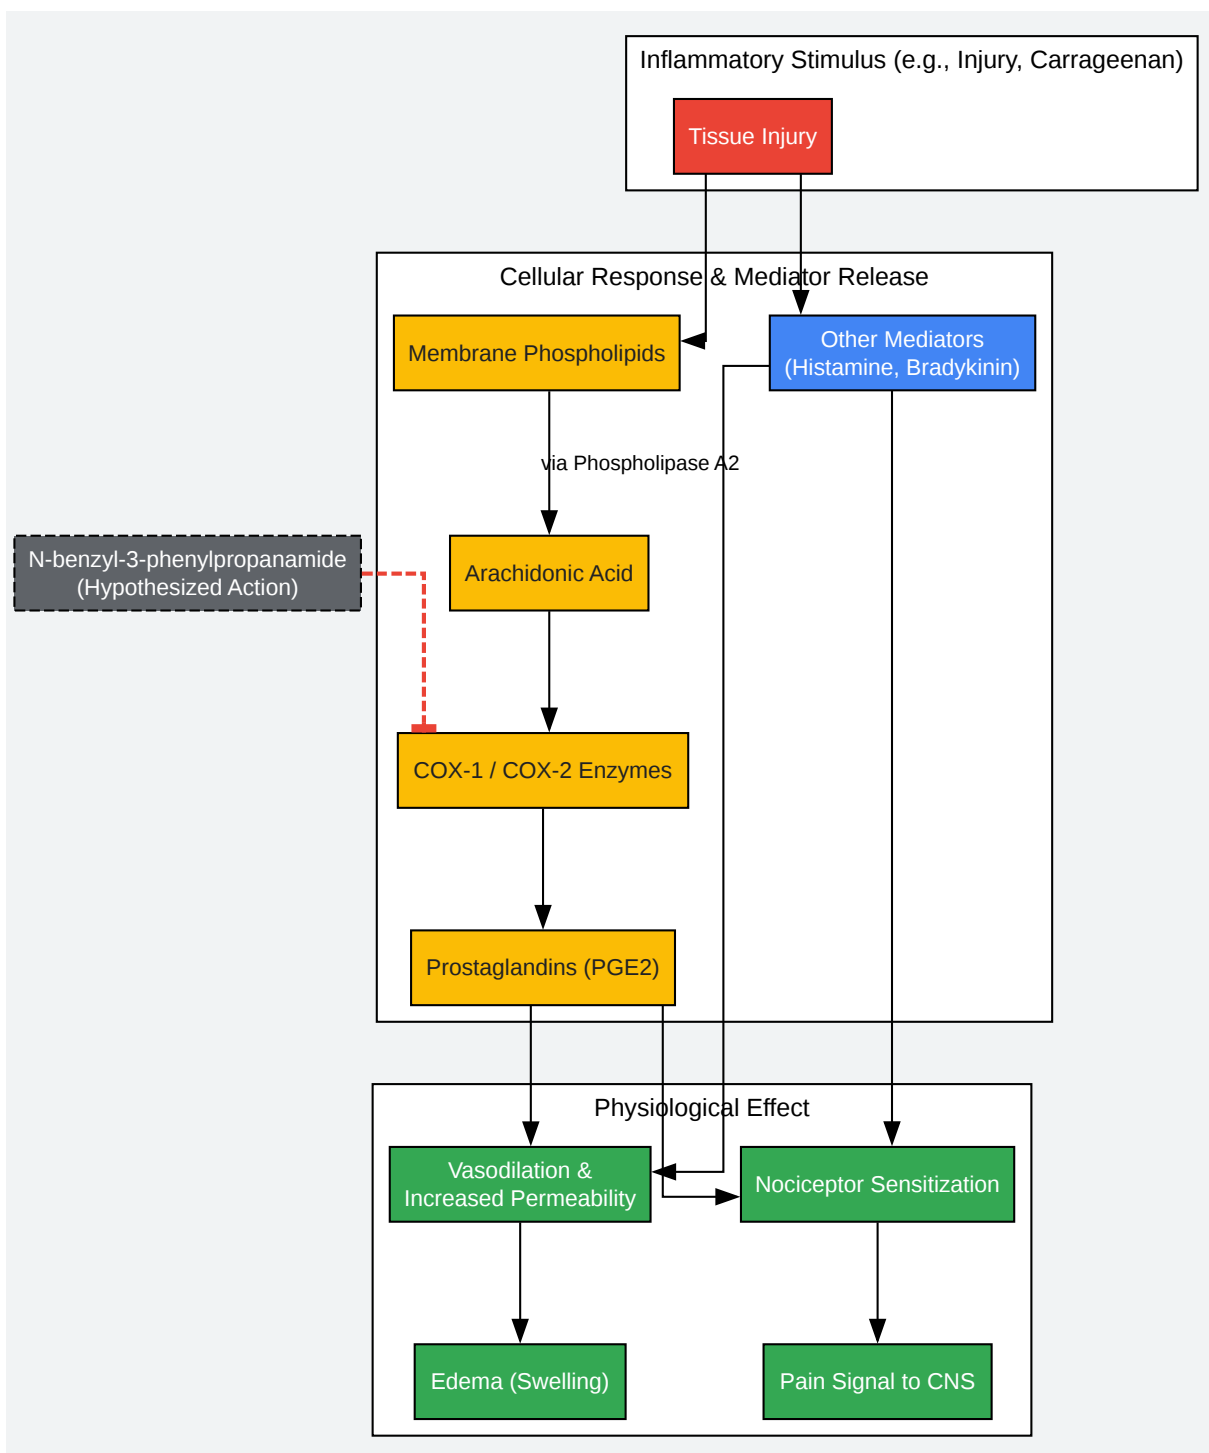 Inflammatory Stimulus (e.g., Injury, Carrageenan)
Tissue Injury
Cellular Response & Mediator Release
Membrane Phospholipids
Other Mediators
(Histamine, Bradykinin)
via Phospholipase A2
N-benzyl-3-phenylpropanamide
(Hypothesized Action)
Arachidonic Acid
COX-1 / COX-2 Enzymes
Prostaglandins (PGE2)
Physiological Effect
Vasodilation &
Increased Permeability
Nociceptor Sensitization
Edema (Swelling)
Pain Signal to CNS